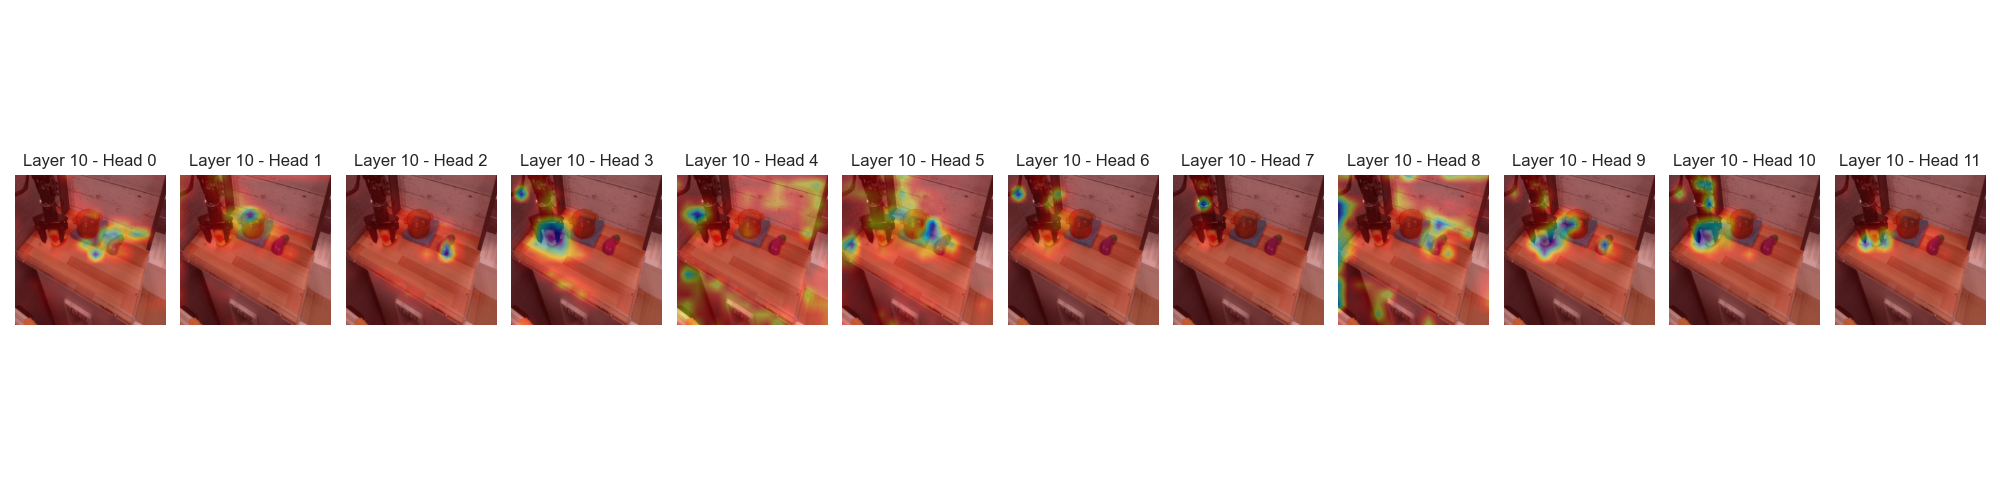 Layer 10 - Head 0
Layer 10 - Head 1
Layer 10 - Head 2
Layer 10 - Head 3
Layer 10 - Head 4
Layer 10 - Head 5
Layer 10 - Head 6
Layer 10 - Head 7
Layer 10 - Head 8
Layer 10 - Head 9
Layer 10 - Head 10
Layer 10 - Head 11